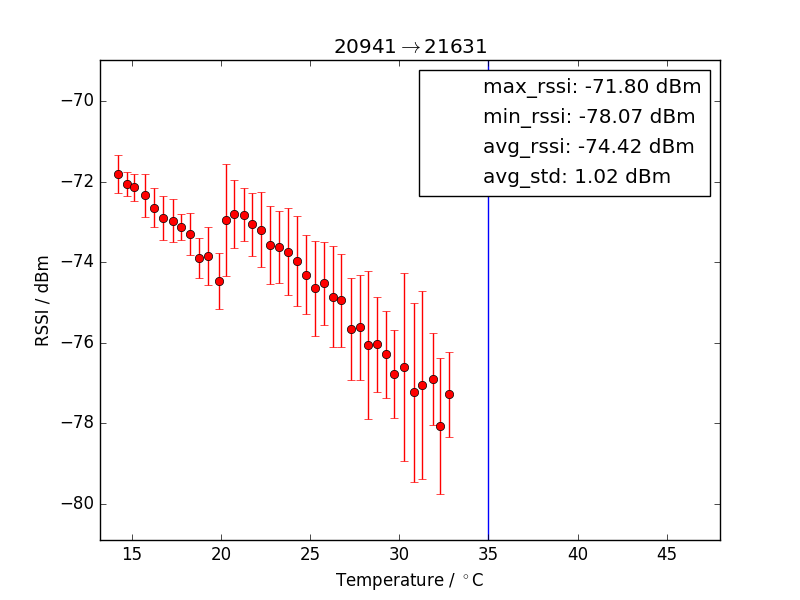 20941→21631
max_rssi: -71.80 dBm
min_rssi: -78.07 dBm
avg_rssi: -74.42 dBm
avg_std: 1.02 dBm
−70
−72
−74
−76
−78
−80
RSSI / dBm
15 20 25 30 35 40 45
Temperature / °C